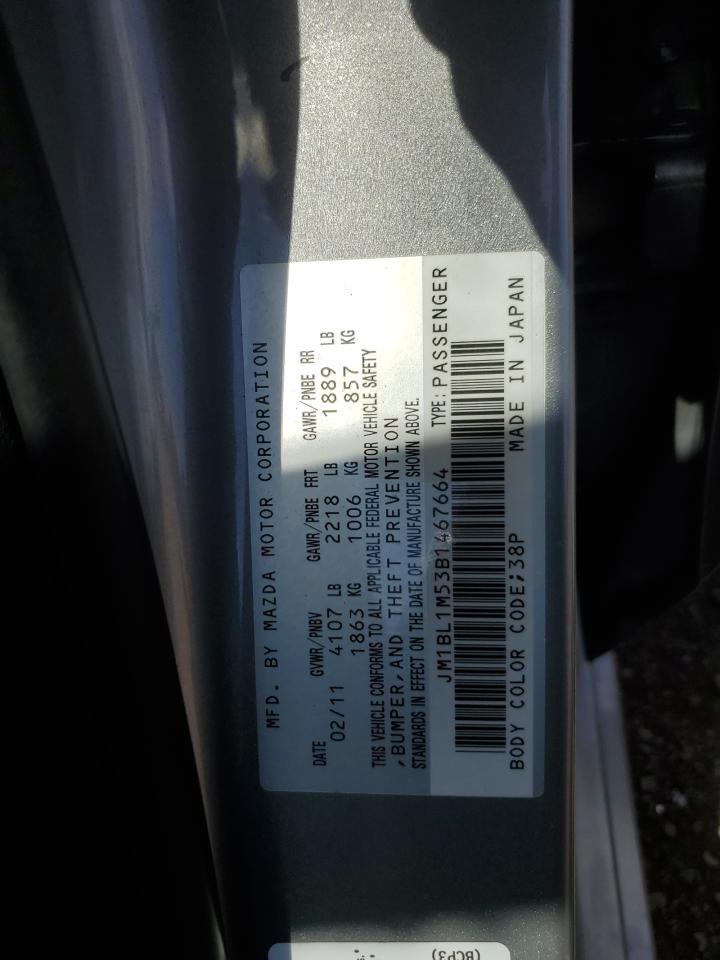 MFD. BY MAZDA MOTOR CORPORATION
DATE GVWR/PNBV GAWR/PNBE FRT GAWR/PNBE RR
02/11 4107 LB 2218 LB 1889 LB
1863 KG 1006 KG 857 KG
THIS VEHICLE CONFORMS TO ALL APPLICABLE FEDERAL MOTOR VEHICLE SAFETY
,BUMPER,AND THEFT PREVENTION
STANDARDS IN EFFECT ON THE DATE OF MANUFACTURE SHOWN ABOVE.
JM1BL1M53B1467664 TYPE: PASSENGER
BODY COLOR CODE;38P MADE IN JAPAN
(BCP3)